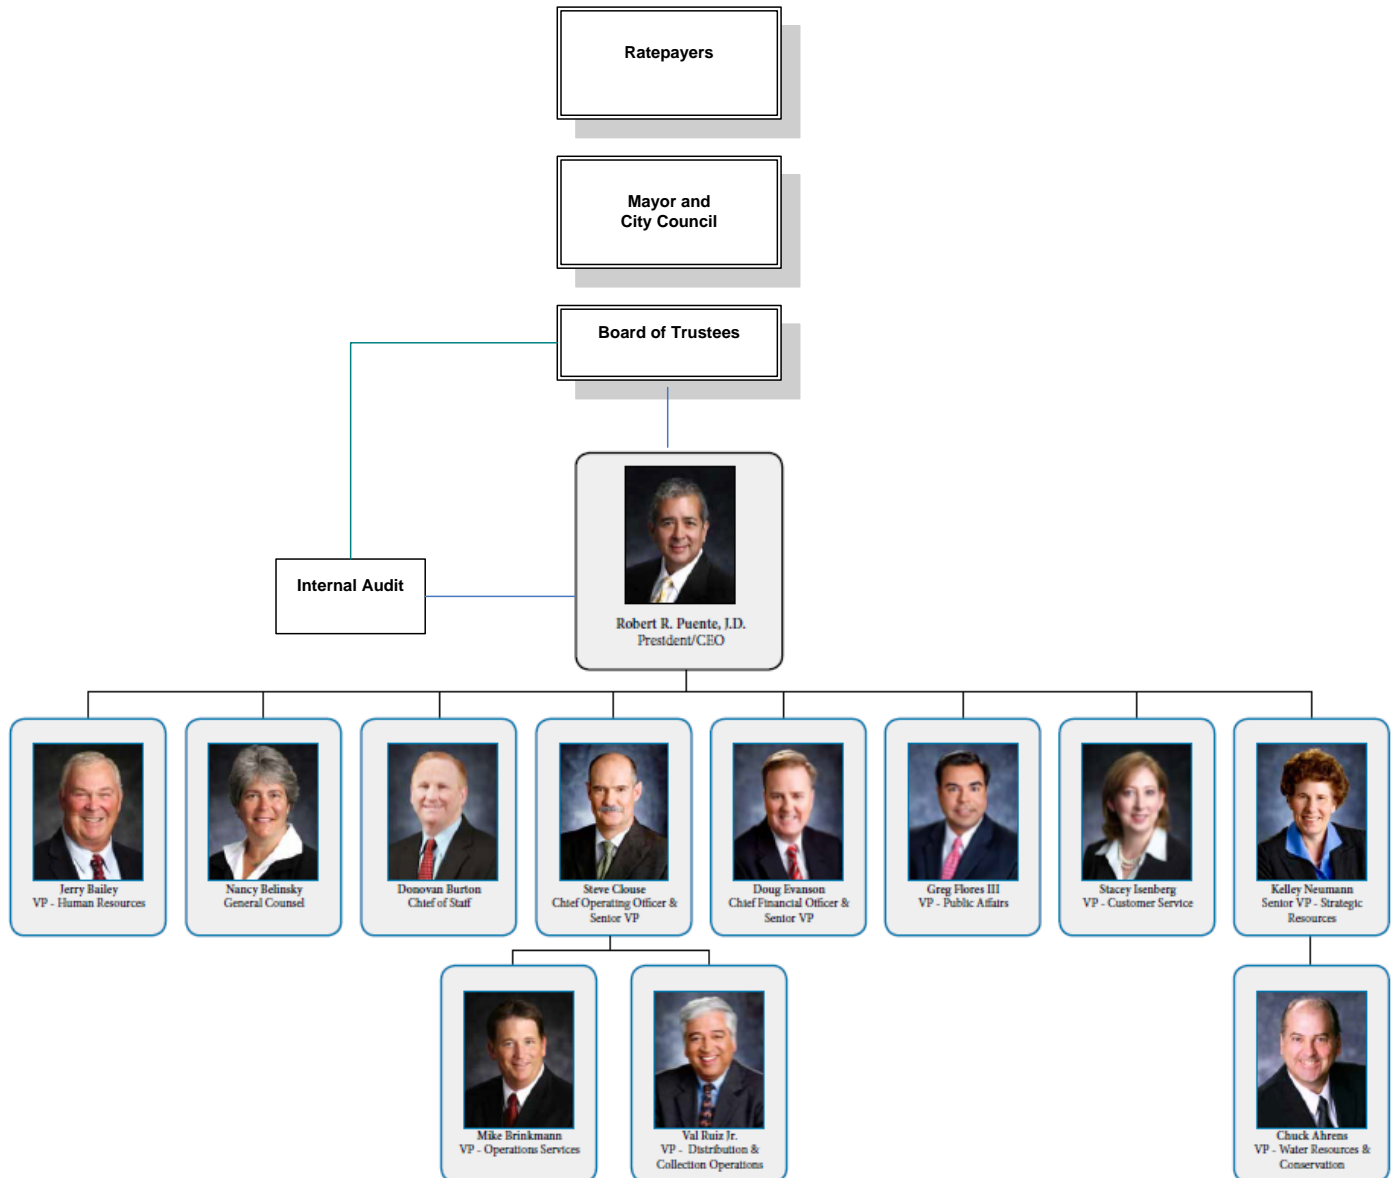 Ratepayers
Mayor and
City Council
Board of Trustees
Internal Audit
Robert R. Puente, J.D.
President/CEO
Jerry Bailey
VP - Human Resources
Nancy Belinsky
General Counsel
Donovan Burton
Chief of Staff
Steve Clouse
Chief Operating Officer &
Senior VP
Doug Evanson
Chief Financial Officer &
Senior VP
Greg Flores III
VP - Public Affairs
Stacey Isenberg
VP - Customer Service
Kelley Neumann
Senior VP - Strategic
Resources
Mike Brinkmann
VP - Operations Services
Val Ruiz Jr.
VP - Distribution &
Collection Operations
Chuck Ahrens
VP - Water Resources &
Conservation